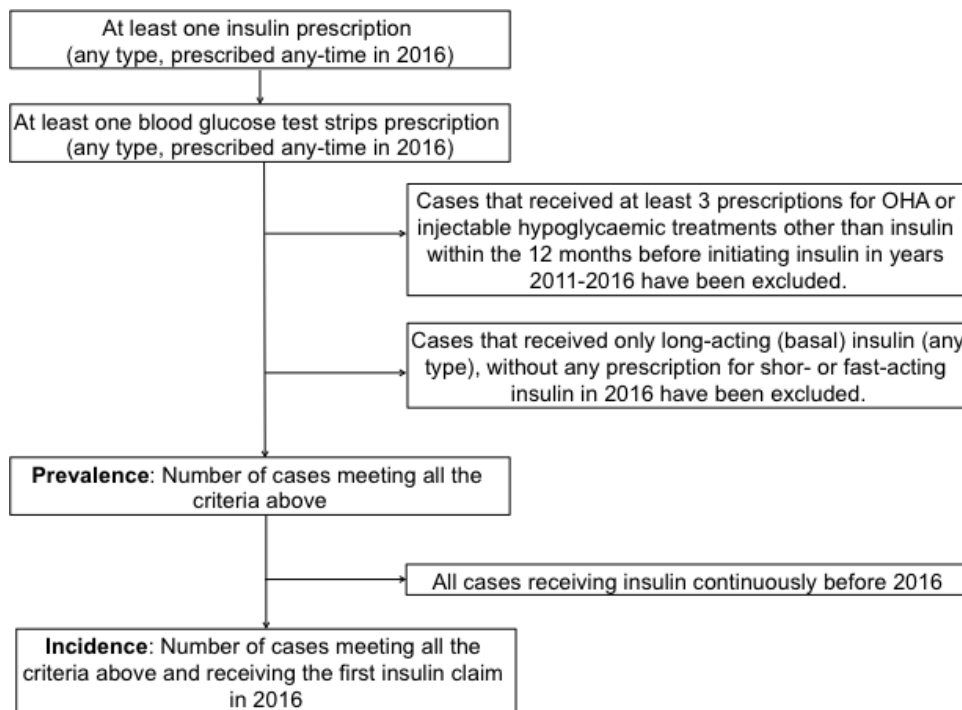 At least one insulin prescription
(any type, prescribed any-time in 2016)
At least one blood glucose test strips prescription
(any type, prescribed any-time in 2016)
Cases that received at least 3 prescriptions for OHA or
injectable hypoglycaemic treatments other than insulin
within the 12 months before initiating insulin in years
2011-2016 have been excluded.
Cases that received only long-acting (basal) insulin (any
type), without any prescription for shor- or fast-acting
insulin in 2016 have been excluded.
Prevalence: Number of cases meeting all the
criteria above
All cases receiving insulin continuously before 2016
Incidence: Number of cases meeting all the
criteria above and receiving the first insulin claim
in 2016